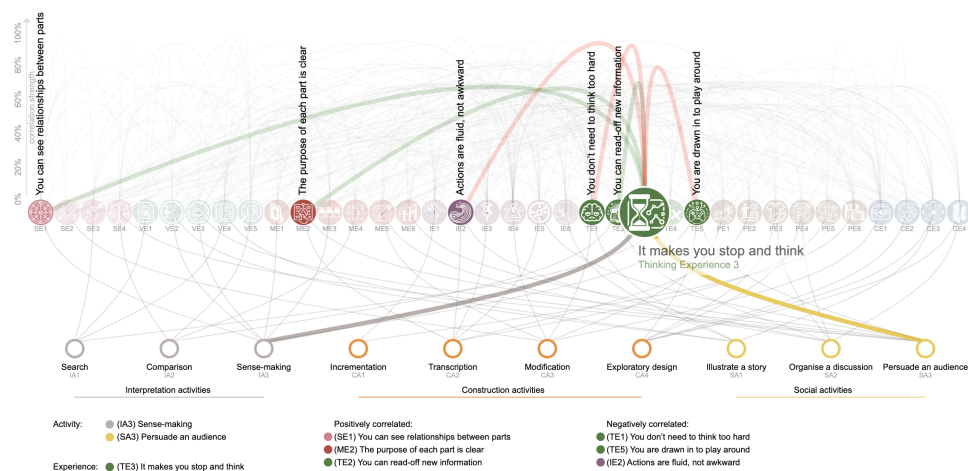 100%
80%
60%
40%
20%
0%
correlation strength
You can see relationships between parts
The purpose of each part is clear
Actions are fluid, not awkward
You don't need to think too hard
You can read-off new information
You are drawn in to play around
SE1 SE2 SE3 SE4 VE1 VE2 VE3 VE4 VE5 ME1 ME2 ME3 ME4 ME5 ME6 IE1 IE2 IE3 IE4 IE5 IE6 TE1 TE4 TE5 PE1 PE2 PE3 PE4 PE5 PE6 CE1 CE2 CE3 CE4
It makes you stop and think
Thinking Experience 3
Search Comparison Sense-making Incrementation Transcription Modification Exploratory design Illustrate a story Organise a discussion Persuade an audience
IA1 IA2 IA3 CA1 CA2 CA3 CA4 SA1 SA2 SA3
Interpretation activities Construction activities Social activities
Activity: (IA3) Sense-making
(SA3) Persuade an audience
Experience: (TE3) It makes you stop and think
Positively correlated:
(SE1) You can see relationships between parts
(ME2) The purpose of each part is clear
(TE2) You can read-off new information
Negatively correlated:
(TE1) You don't need to think too hard
(TE5) You are drawn in to play around
(IE2) Actions are fluid, not awkward